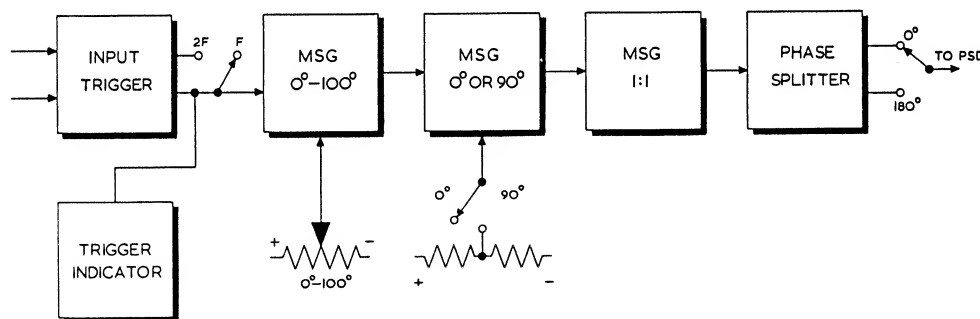 INPUT
TRIGGER
2F
F
MSG
0°-100°
MSG
0° OR 90°
MSG
1:1
PHASE
SPLITTER
0°
TO PSD
180°
TRIGGER
INDICATOR
+
-
0°-100°
0°
90°
+
-